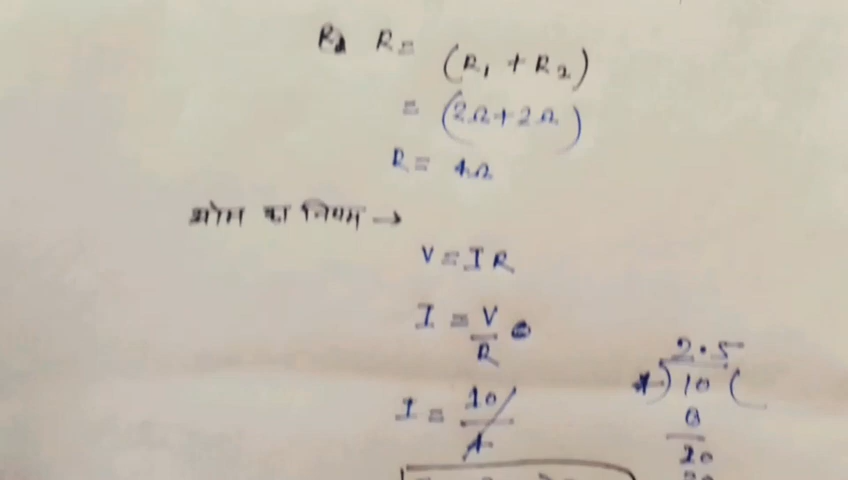 R =
(R₁ + R₂)
= (2Ω+2Ω)
R = 4Ω
ओम का नियम →
V = IR
I = V/R
I = 10/4
2.5
4) 10 (
8
20